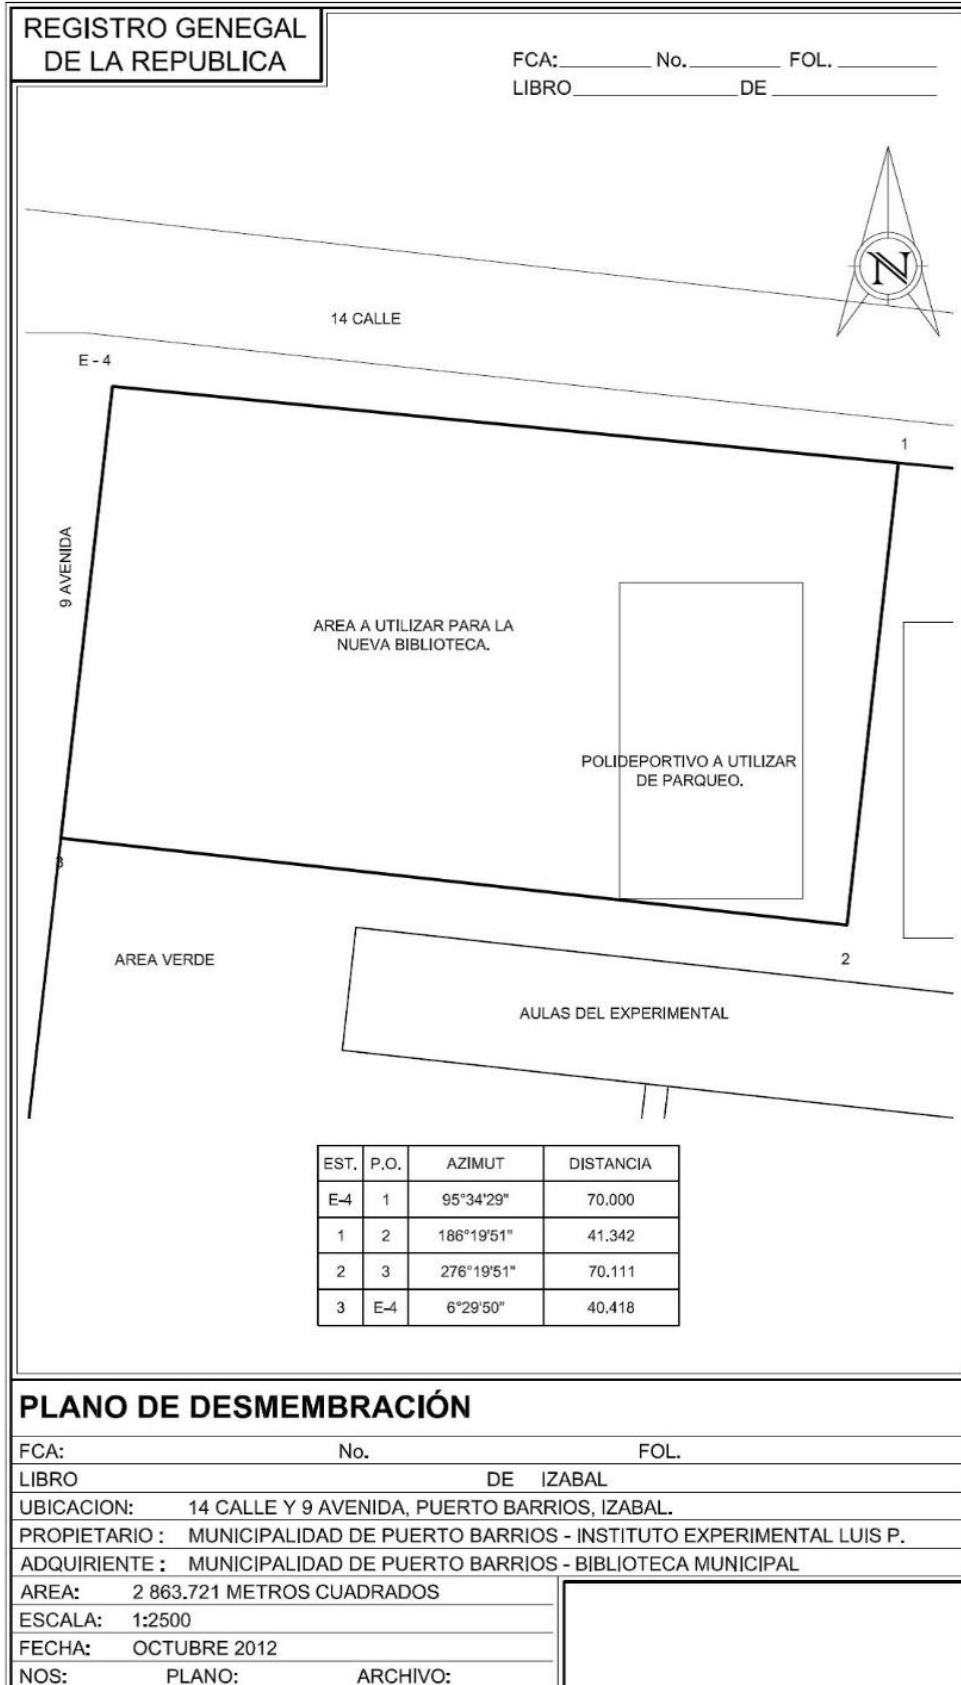 REGISTRO GENEGAL
DE LA REPUBLICA
FCA:________ No.________ FOL. ________
LIBRO______________DE ______________
N
14 CALLE
E - 4
1
9 AVENIDA
AREA A UTILIZAR PARA LA
NUEVA BIBLIOTECA.
POLIDEPORTIVO A UTILIZAR
DE PARQUEO.
3
AREA VERDE
2
AULAS DEL EXPERIMENTAL
EST. P.O. AZIMUT DISTANCIA
E-4 1 95°34'29" 70.000
1 2 186°19'51" 41.342
2 3 276°19'51" 70.111
3 E-4 6°29'50" 40.418
PLANO DE DESMEMBRACIÓN
FCA: No. FOL.
LIBRO DE IZABAL
UBICACION: 14 CALLE Y 9 AVENIDA, PUERTO BARRIOS, IZABAL.
PROPIETARIO : MUNICIPALIDAD DE PUERTO BARRIOS - INSTITUTO EXPERIMENTAL LUIS P.
ADQUIRIENTE : MUNICIPALIDAD DE PUERTO BARRIOS - BIBLIOTECA MUNICIPAL
AREA: 2 863.721 METROS CUADRADOS
ESCALA: 1:2500
FECHA: OCTUBRE 2012
NOS: PLANO: ARCHIVO: